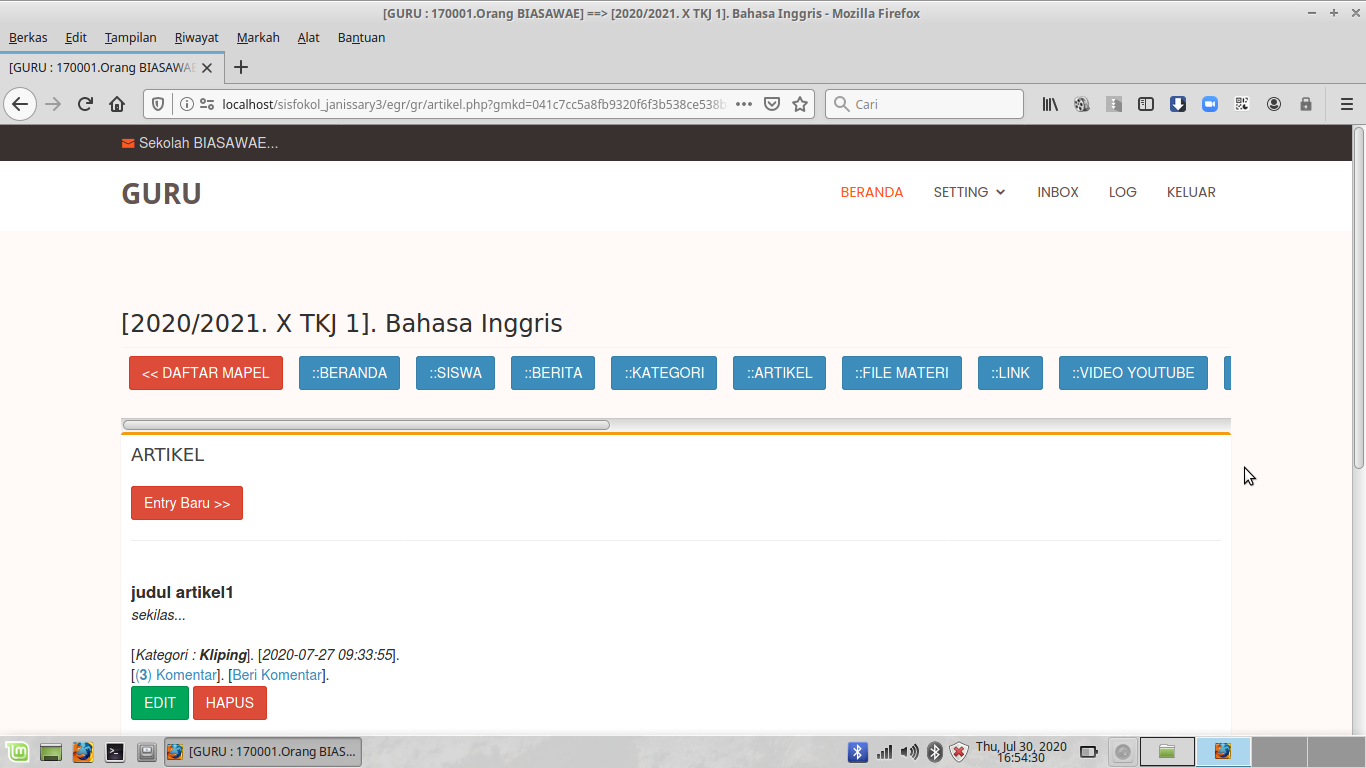 [GURU : 170001.Orang BIASAWAE] ==> [2020/2021. X TKJ 1]. Bahasa Inggris - Mozilla Firefox
Berkas Edit Tampilan Riwayat Markah Alat Bantuan
[GURU : 170001.Orang BIASAWAE
localhost/sisfokol_janissary3/egr/gr/artikel.php?gmkd=041c7cc5a8fb9320f6f3b538ce538b Cari
Sekolah BIASAWAE...
GURU
BERANDA SETTING INBOX LOG KELUAR
[2020/2021. X TKJ 1]. Bahasa Inggris
<< DAFTAR MAPEL ::BERANDA ::SISWA ::BERITA ::KATEGORI ::ARTIKEL ::FILE MATERI ::LINK ::VIDEO YOUTUBE
ARTIKEL
Entry Baru >>
judul artikel1
sekilas...
[Kategori : Kliping]. [2020-07-27 09:33:55].
[(3) Komentar]. [Beri Komentar].
EDIT HAPUS
[GURU : 170001.Orang BIAS... Thu, Jul 30, 2020
16:54:30